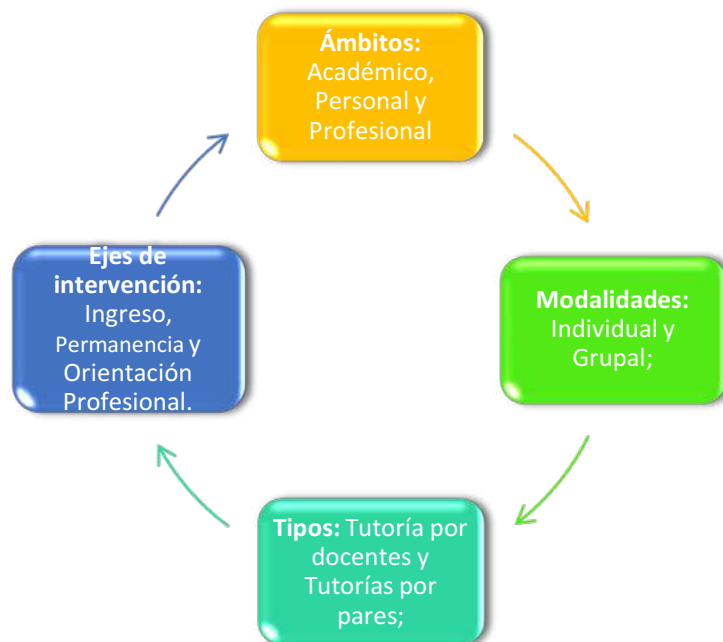 Ámbitos:
Académico,
Personal y
Profesional
Modalidades:
Individual y
Grupal;
Tipos: Tutoría por
docentes y
Tutorías por
pares;
Ejes de
intervención:
Ingreso,
Permanencia y
Orientación
Profesional.